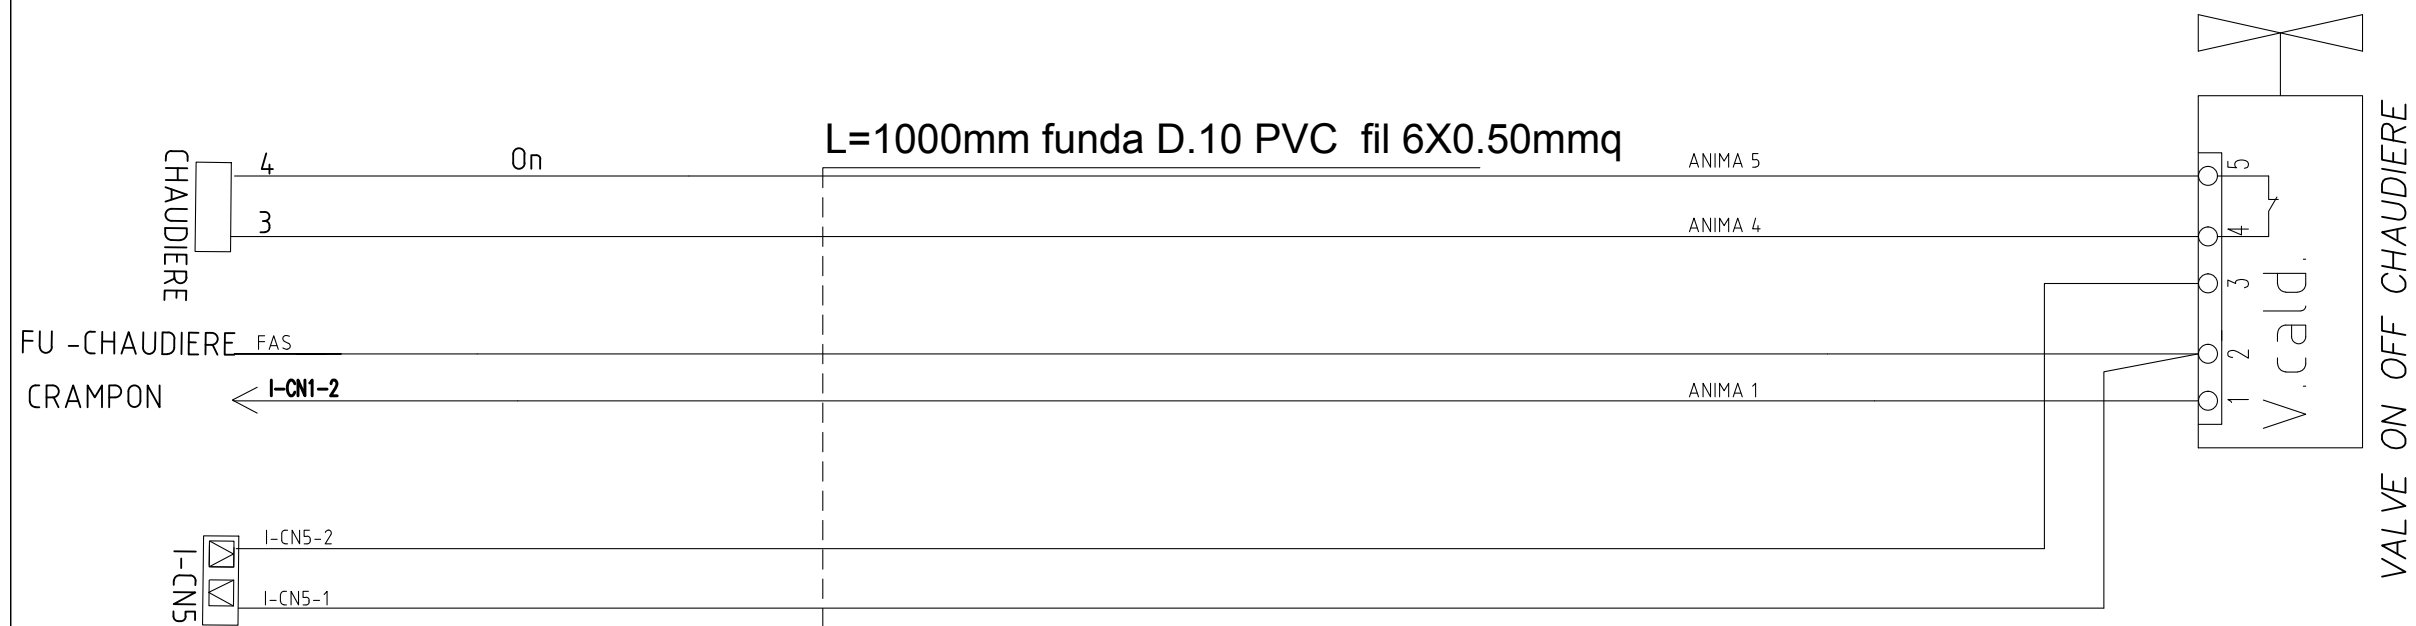 L=1000mm funda D.10 PVC fil 6X0.50mmq
CHAUDIERE
4
On
ANIMA 5
5
3
ANIMA 4
4
3
FU -CHAUDIERE
FAS
2
CRAMPON
I-CN1-2
ANIMA 1
1
V.cald.
VALVE ON OFF CHAUDIERE
I-CN5
I-CN5-2
I-CN5-1